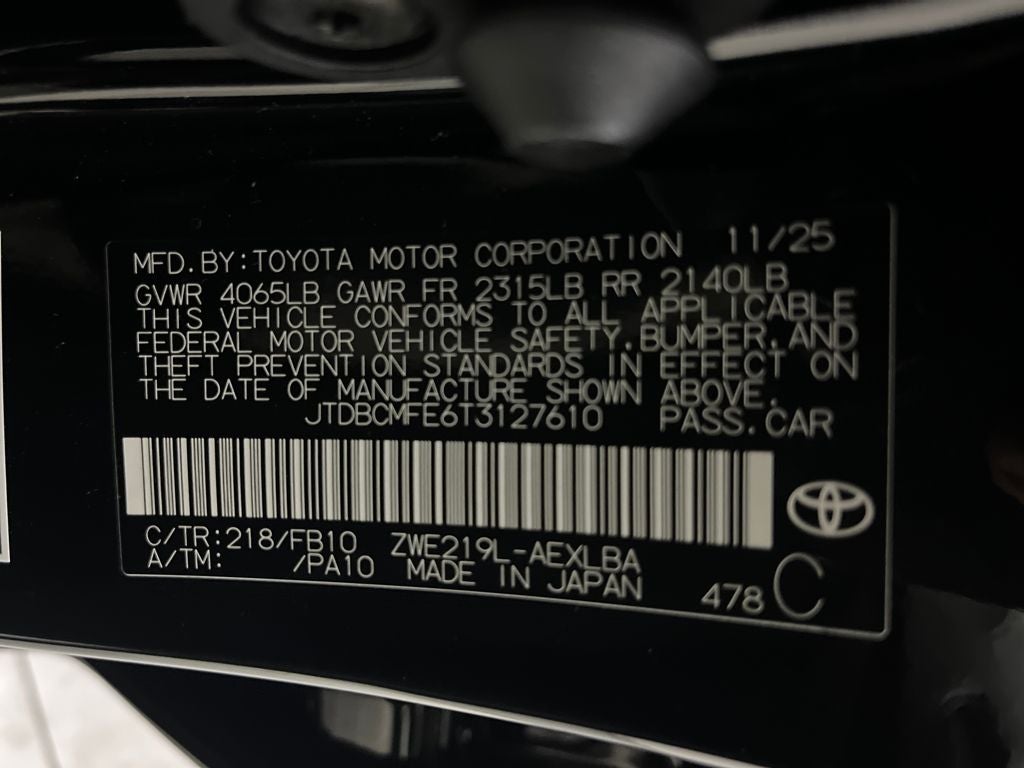 MFD.BY:TOYOTA MOTOR CORPORATION 11/25
GVWR 4065LB GAWR FR 2315LB RR 2140LB
THIS VEHICLE CONFORMS TO ALL APPLICABLE
FEDERAL MOTOR VEHICLE SAFETY,BUMPER,AND
THEFT PREVENTION STANDARDS IN EFFECT ON
THE DATE OF MANUFACTURE SHOWN ABOVE.
JTDBCMFE6T3127610 PASS.CAR
C/TR:218/FB10 ZWE219L-AEXLBA
A/TM: /PA10 MADE IN JAPAN 478 C